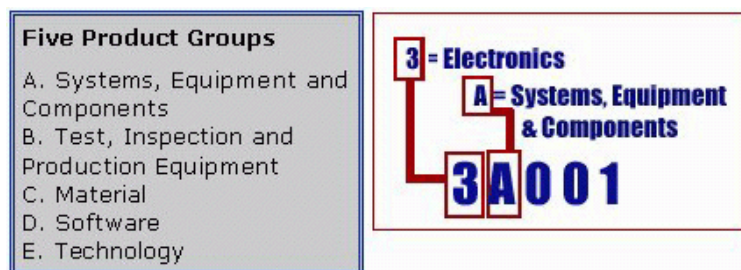 Five Product Groups
A. Systems, Equipment and
Components
B. Test, Inspection and
Production Equipment
C. Material
D. Software
E. Technology
3 = Electronics
A = Systems, Equipment
& Components
3A001